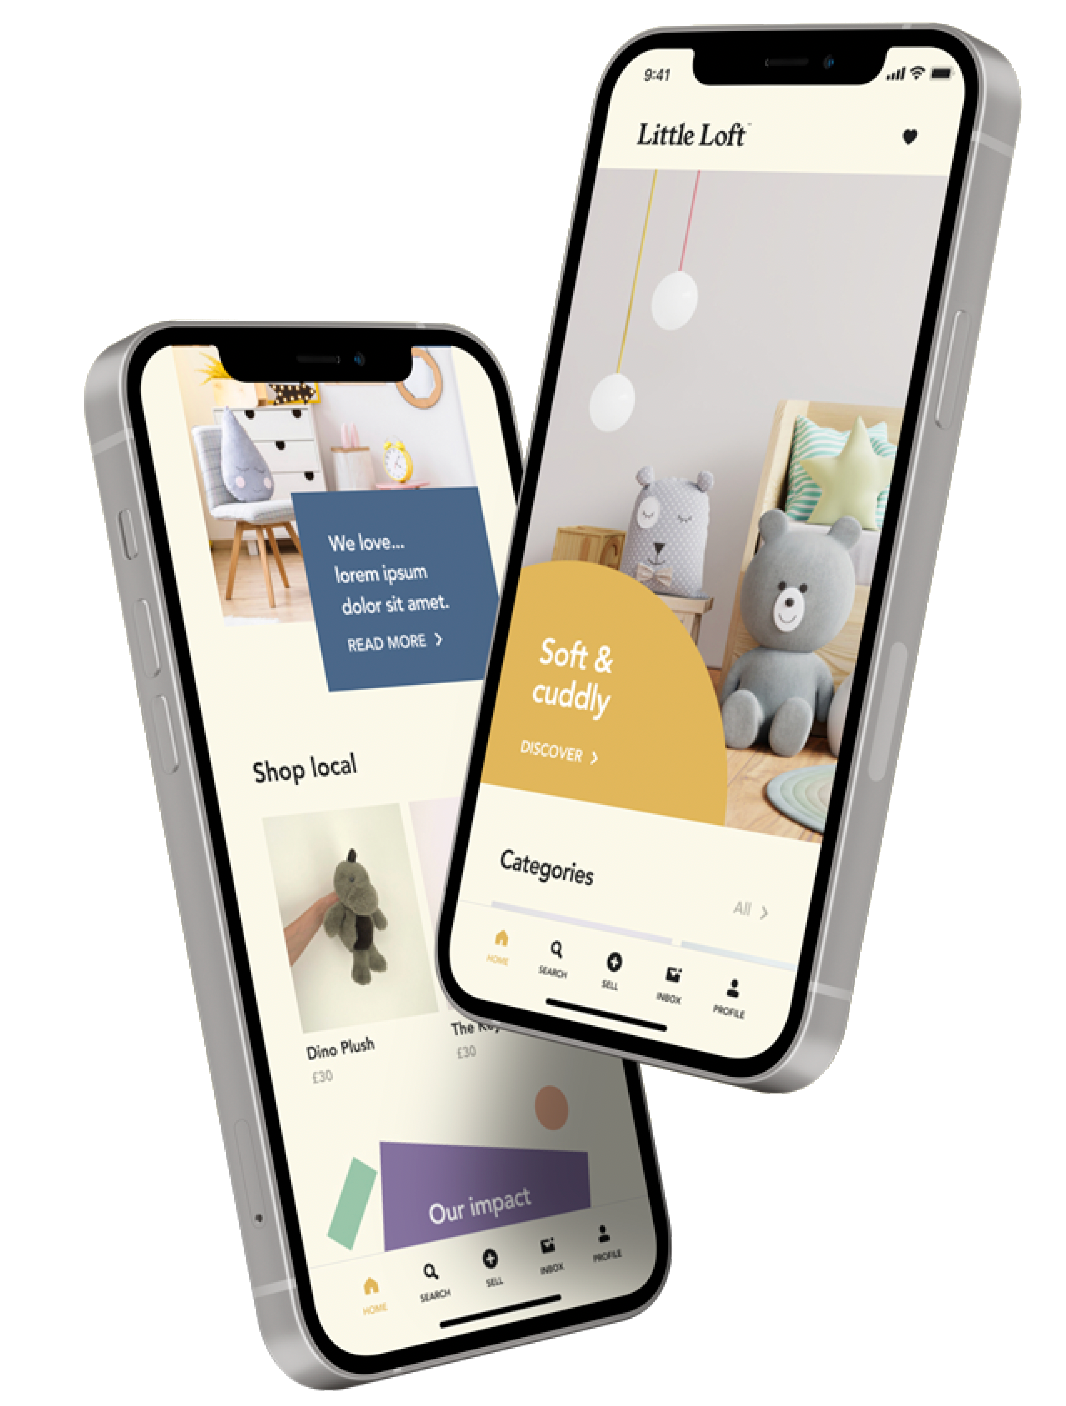 9:41
Little Loft
Soft &
cuddly
DISCOVER
Categories
All
HOME
SEARCH
SELL
INBOX
PROFILE
We love...
lorem ipsum
dolor sit amet.
READ MORE
Shop local
Dino Plush
£30
The
£30
Our impact
HOME
SEARCH
SELL
INBOX
PROFILE